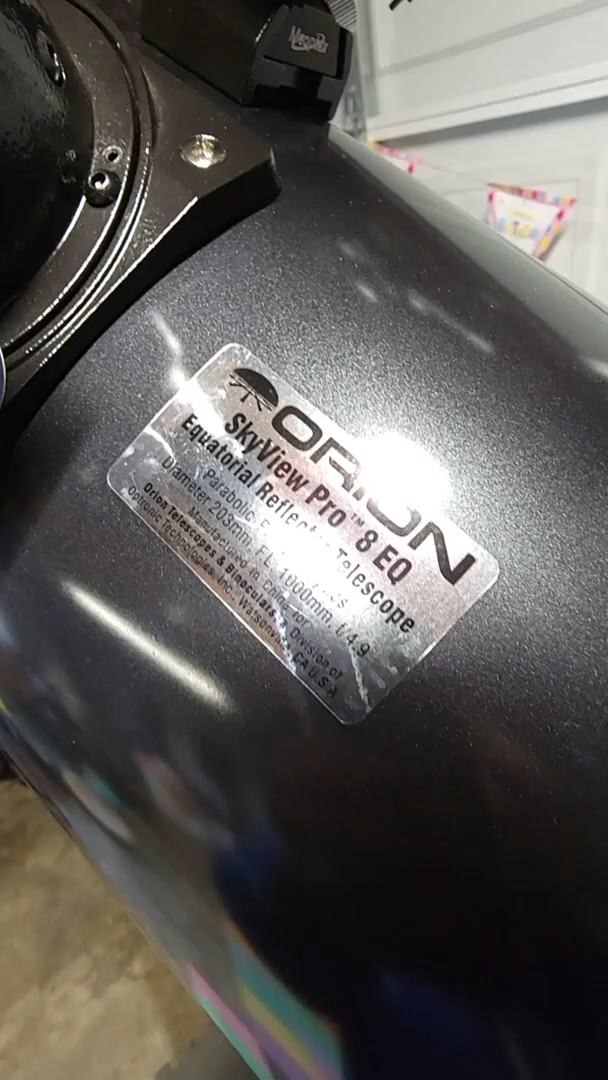 ORION
SkyView Pro™ 8 EQ
Equatorial Reflector Telescope
Parabolic
Diameter 203mm FL 1000mm, f/4.9
Manufactured in China for
Orion Telescopes & Binoculars, a Division of
Optronic Technologies, Inc., Watsonville, CA U.S.A